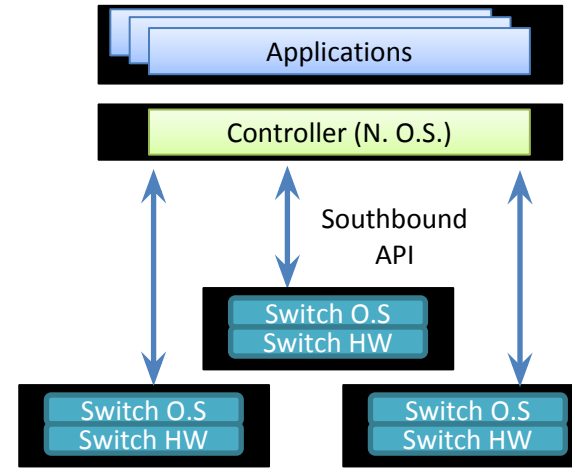 Applications
Controller (N. O.S.)
Southbound
API
Switch O.S
Switch HW
Switch O.S
Switch HW
Switch O.S
Switch HW